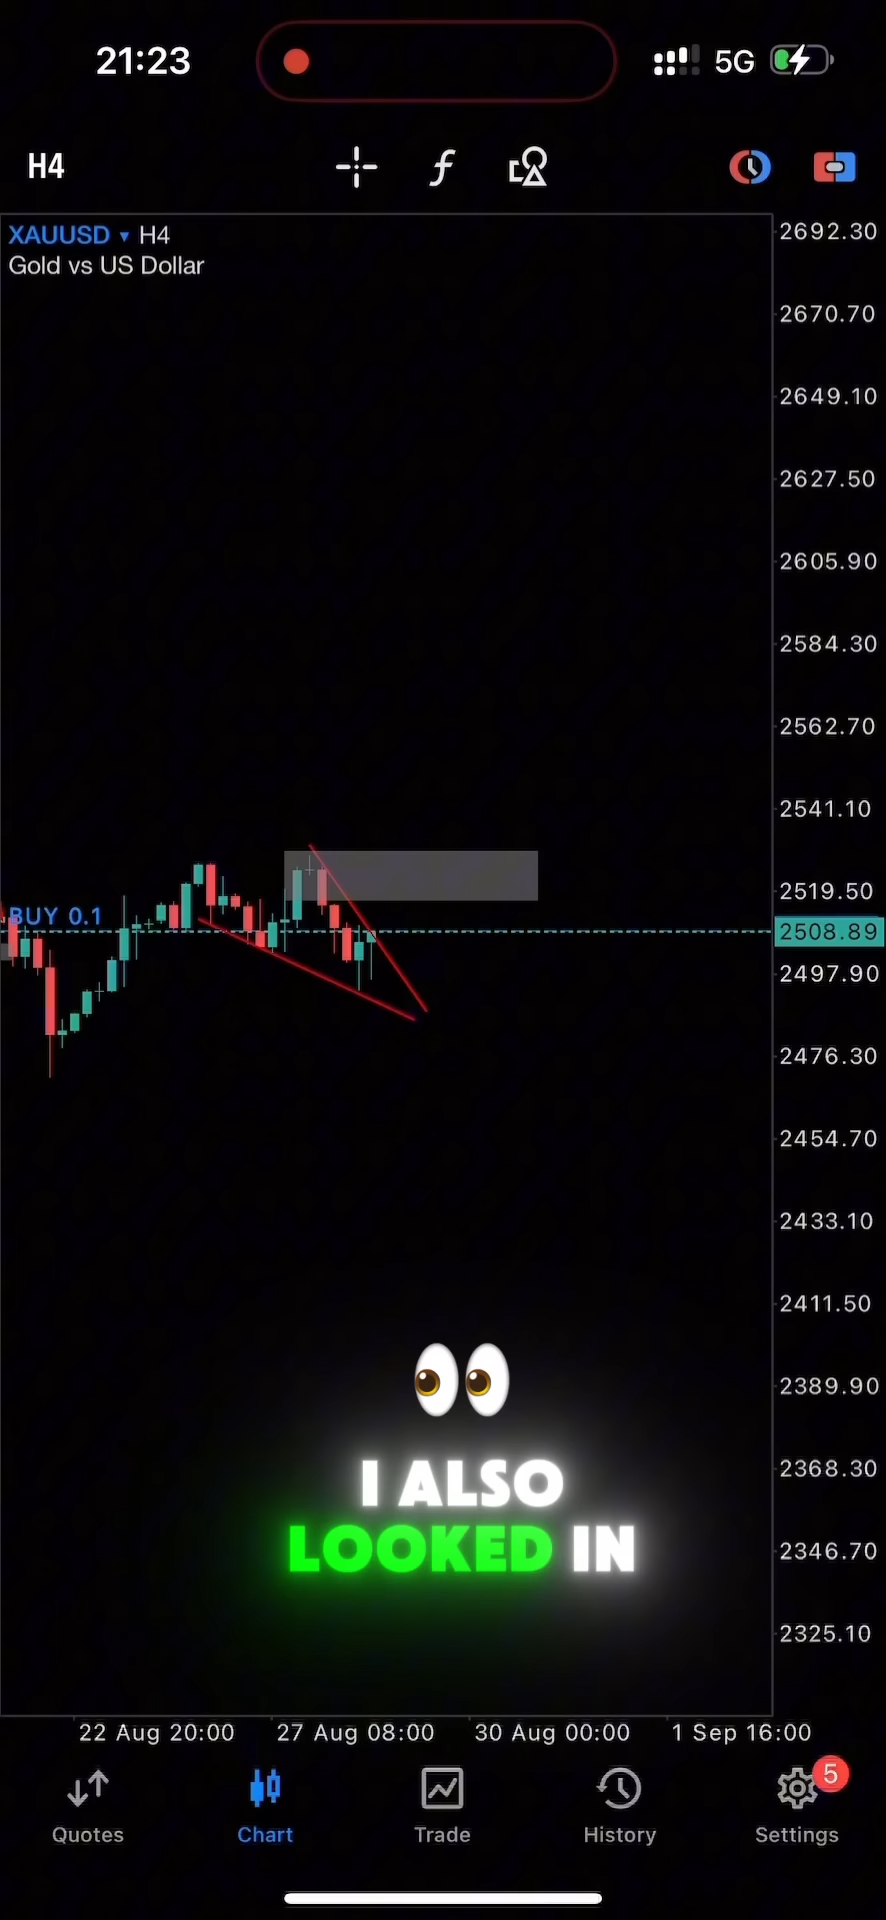 21:23
5G
H4
f
XAUUSD ▾ H4
Gold vs US Dollar
2692.30
2670.70
2649.10
2627.50
2605.90
2584.30
2562.70
2541.10
2519.50
BUY 0.1
2508.89
2497.90
2476.30
2454.70
2433.10
2411.50
2389.90
2368.30
2346.70
2325.10
I ALSO
LOOKED IN
22 Aug 20:00 27 Aug 08:00 30 Aug 00:00 1 Sep 16:00
5
Quotes Chart Trade History Settings